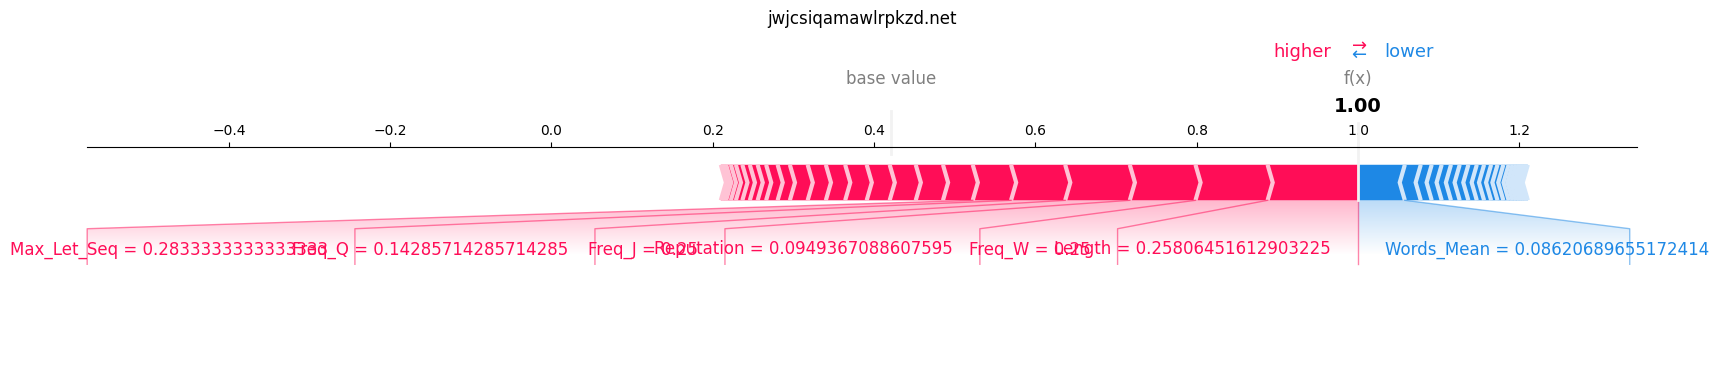 jwjcsiqamawlrpkzd.net
higher ⇄ lower
base value f(x)
1.00
−0.4 −0.2 0.0 0.2 0.4 0.6 0.8 1.0 1.2
Max_Let_Seq = 0.2833333333333333 Freq_Q = 0.14285714285714285 Freq_J = 0.25 Reputation = 0.0949367088607595 Freq_W = 0.25 Length = 0.25806451612903225 Words_Mean = 0.08620689655172414